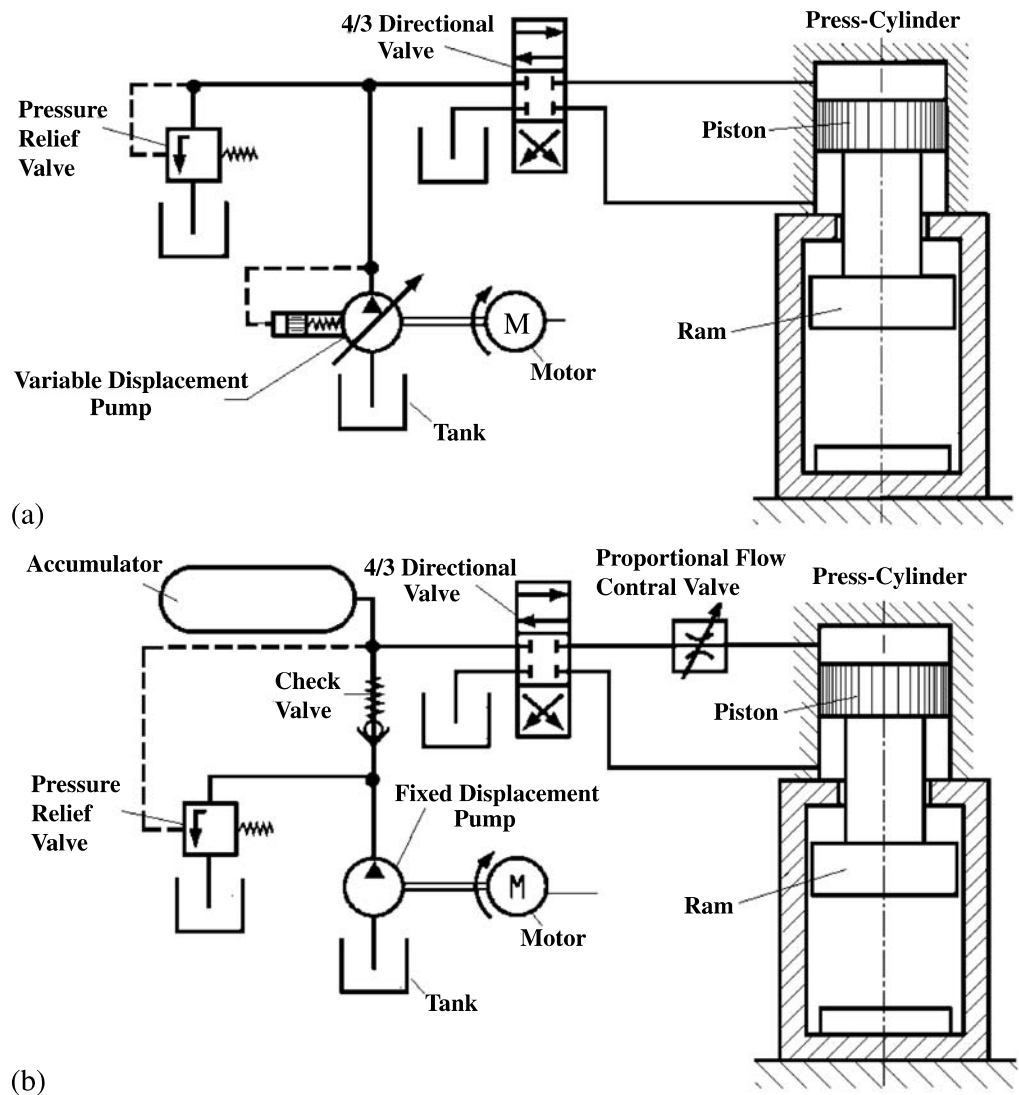 4/3 Directional
Valve
Press-Cylinder
Pressure
Relief
Valve
Piston
Ram
M
Motor
Variable Displacement
Pump
Tank
(a)
Accumulator
4/3 Directional
Valve
Proportional Flow
Contral Valve
Press-Cylinder
Check
Valve
Piston
Pressure
Relief
Valve
Fixed Displacement
Pump
M
Ram
Motor
Tank
(b)